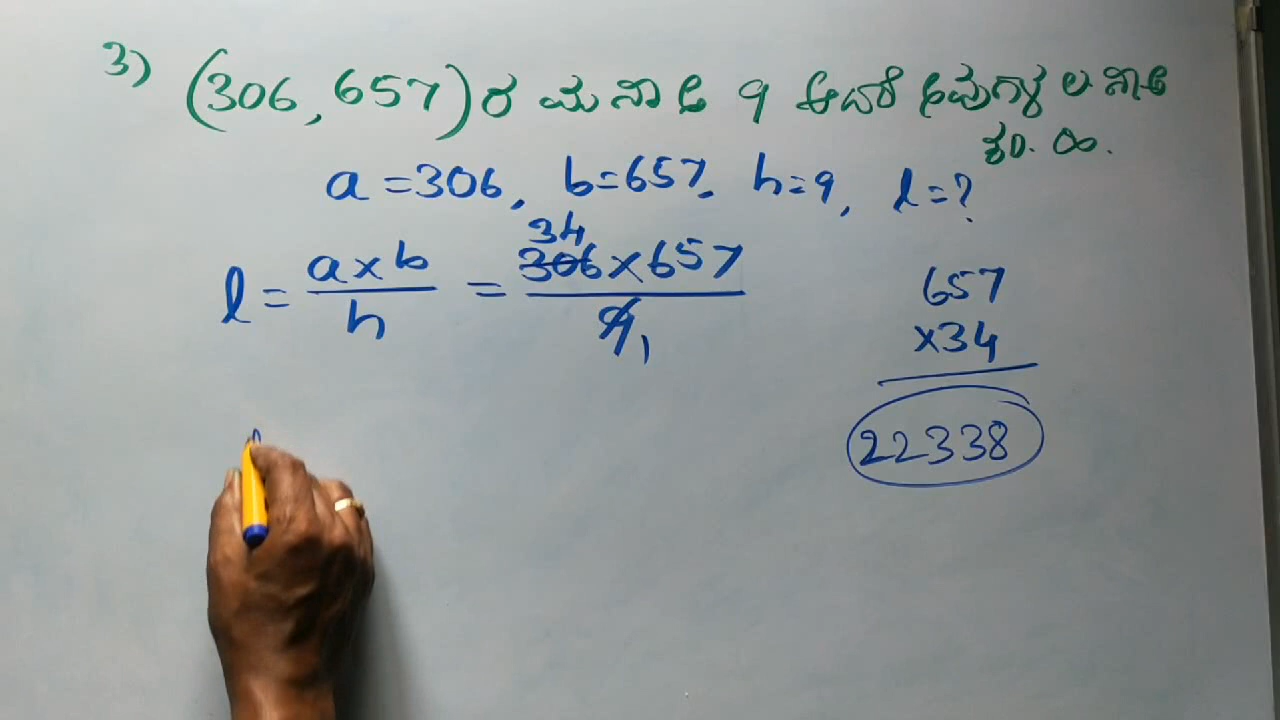 3) (306, 657) ರ ಮಸಾಅ 9 ಆದರೆ ಇವುಗಳ ಲಸಾಅ
ಕಂ. ಹಿ.
a = 306, b = 657. h = 9, l = ?
l = a × b / h = 306 × 657 / 9
34
1
657
×34
22338